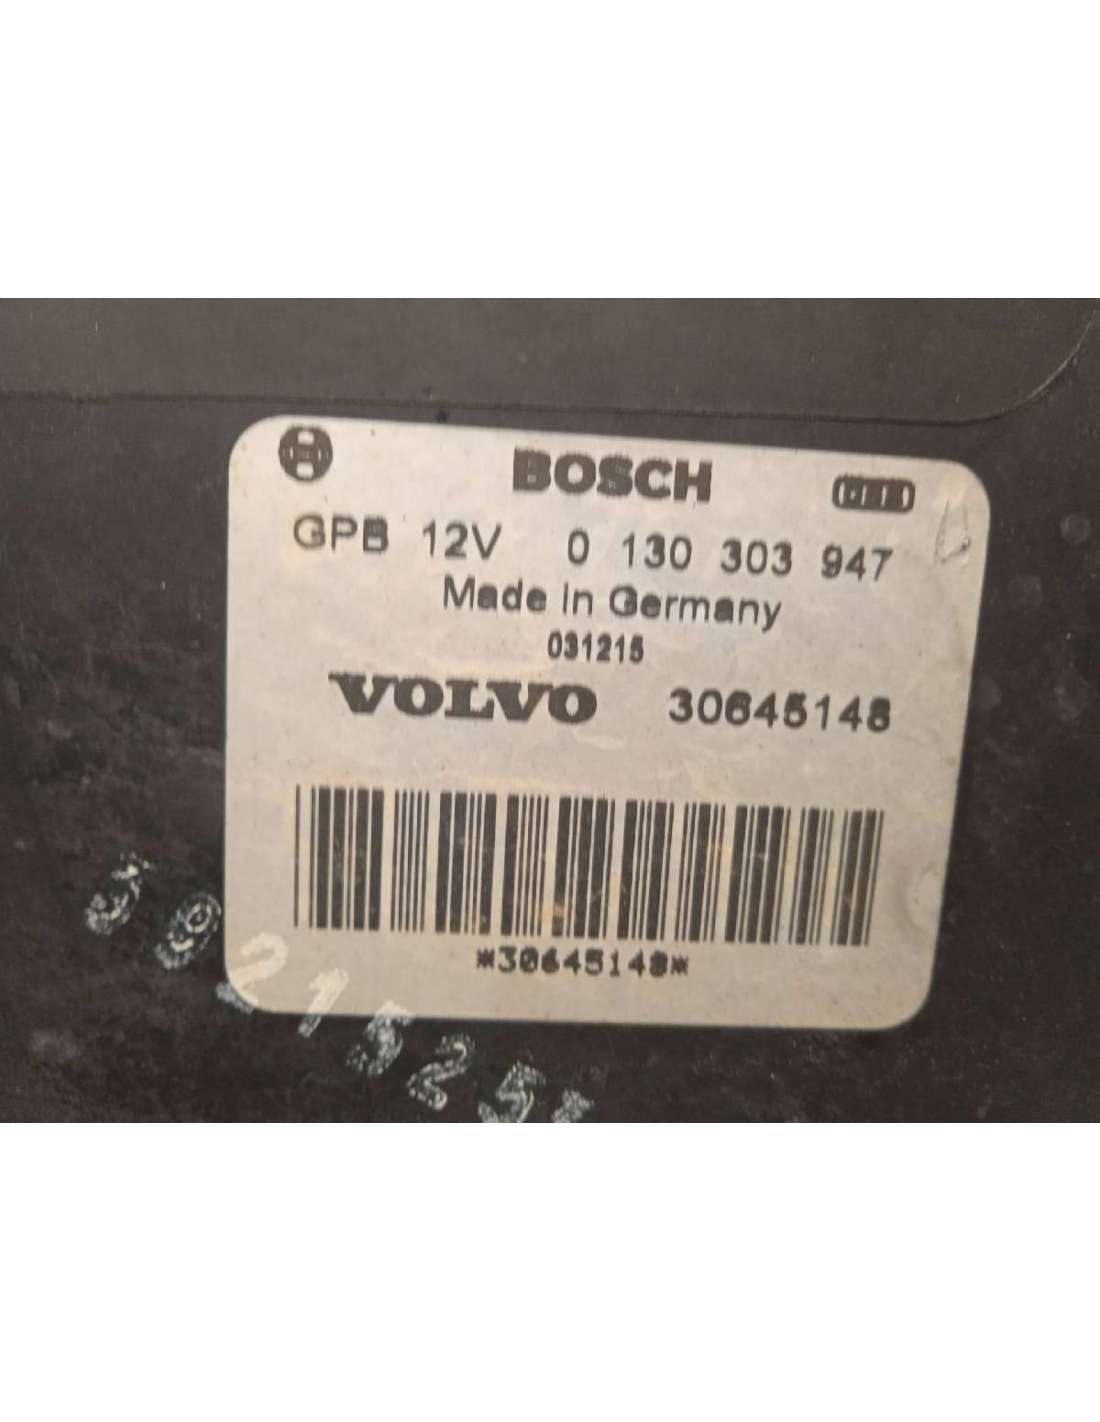 BOSCH
GPB 12V 0 130 303 947
Made in Germany
031215
VOLVO 30645148
*30645148*